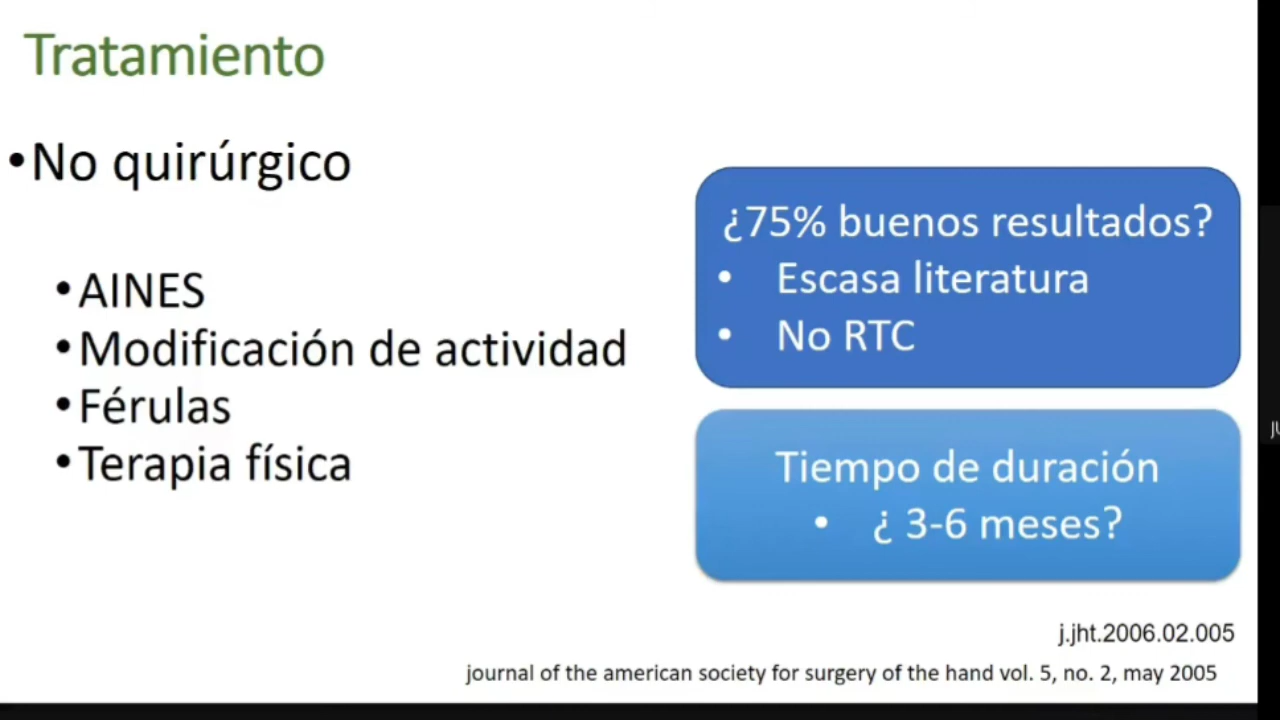 Tratamiento
•No quirúrgico
•AINES
•Modificación de actividad
•Férulas
•Terapia física
¿75% buenos resultados?
• Escasa literatura
• No RTC
Tiempo de duración
• ¿ 3-6 meses?
j.jht.2006.02.005
journal of the american society for surgery of the hand vol. 5, no. 2, may 2005